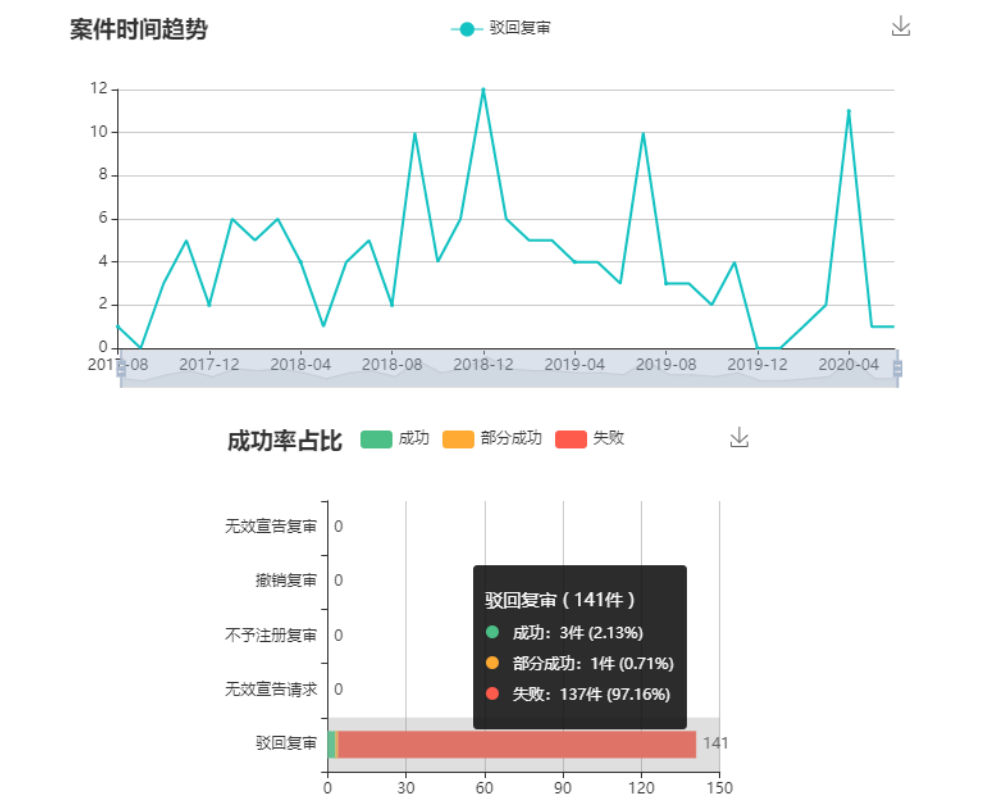 案件时间趋势
驳回复审
12
10
8
6
4
2
0
2017-08 2017-12 2018-04 2018-08 2018-12 2019-04 2019-08 2019-12 2020-04
成功率占比 成功 部分成功 失败
无效宣告复审 0
撤销复审 0
不予注册复审 0
无效宣告请求 0
驳回复审 141
驳回复审 ( 141件 )
成功：3件 (2.13%)
部分成功：1件 (0.71%)
失败：137件 (97.16%)
0 30 60 90 120 150